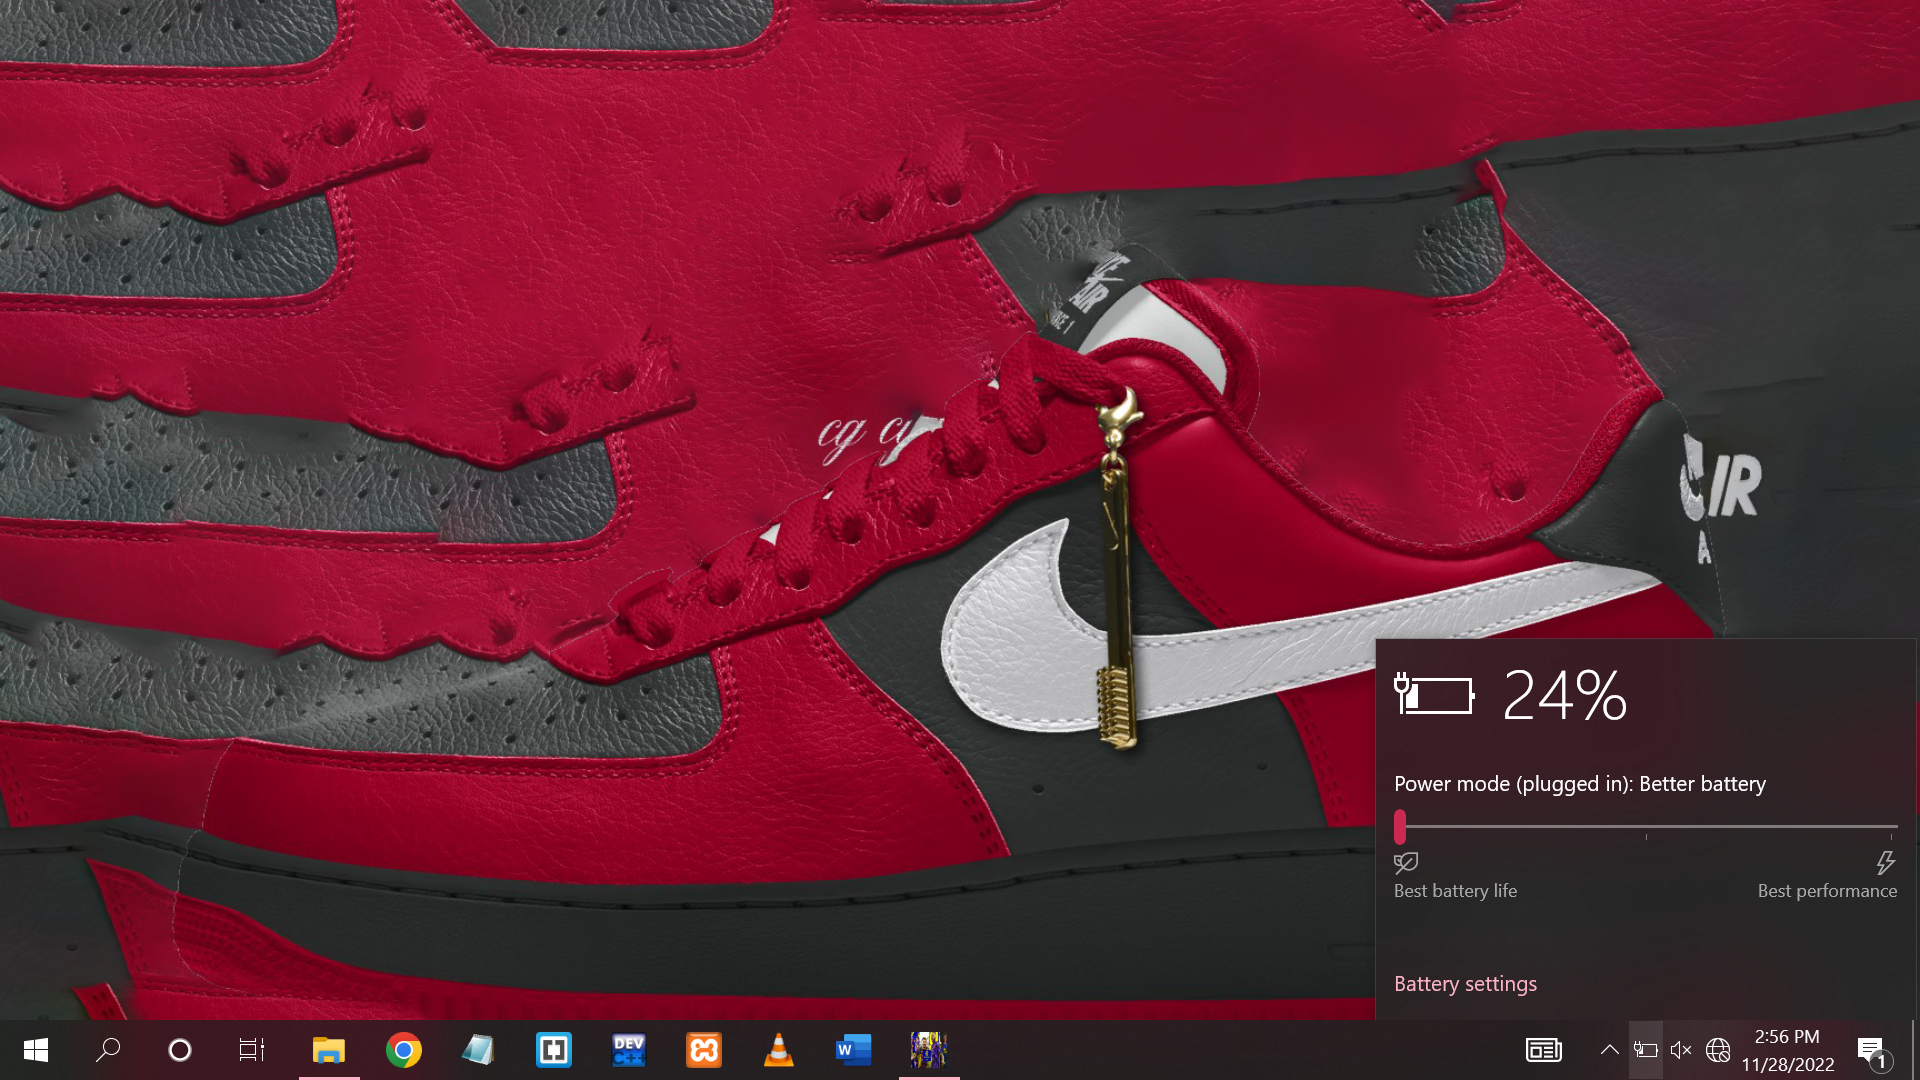 AIR
cg cy
IR
A
24%
Power mode (plugged in): Better battery
Best battery life
Best performance
Battery settings
DEV
C++
W
2:56 PM
11/28/2022
1